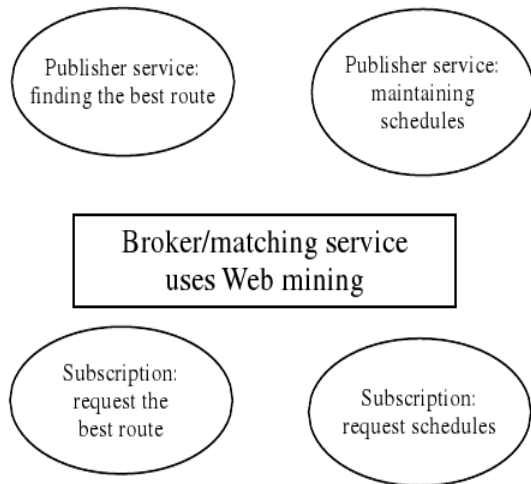 Publisher service:
finding the best route
Publisher service:
maintaining
schedules
Broker/matching service
uses Web mining
Subscription:
request the
best route
Subscription:
request schedules